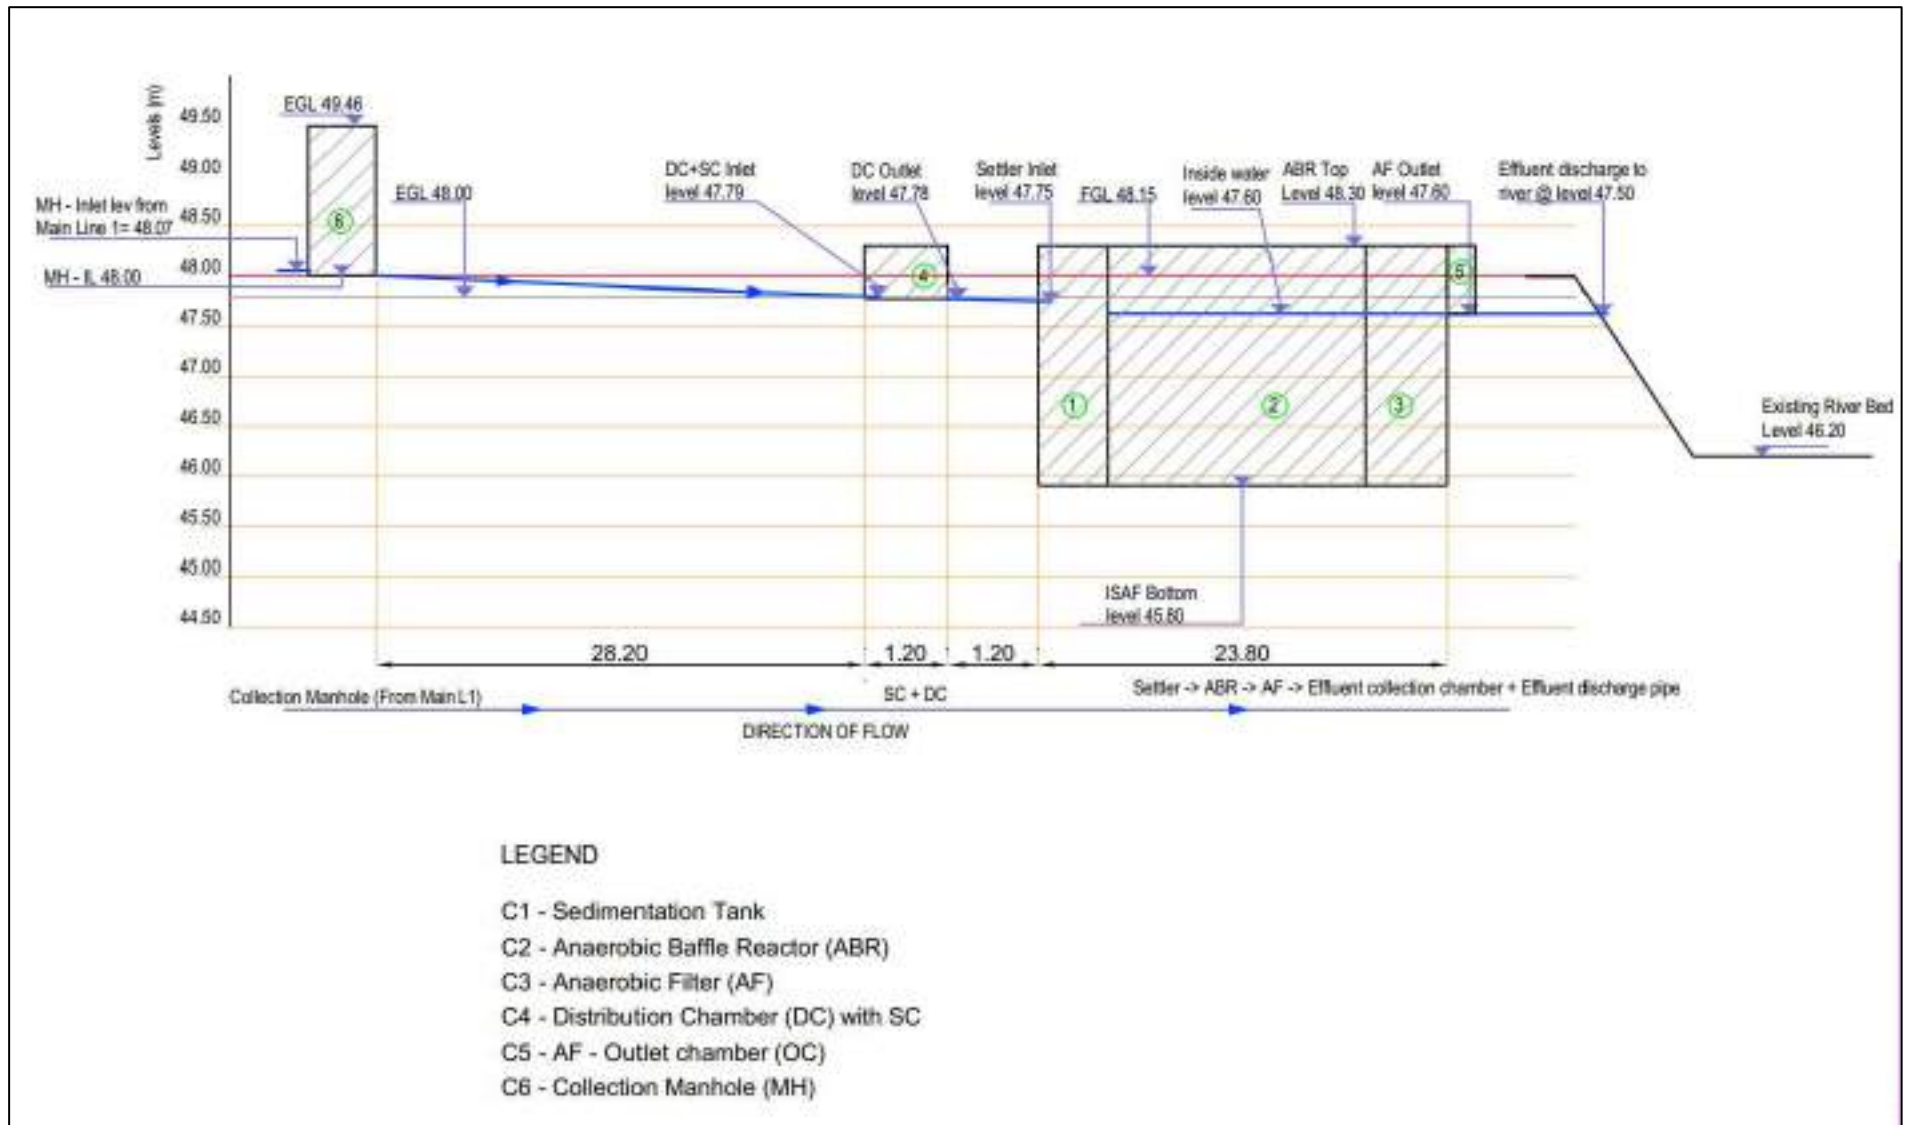 Levels (m)
49.50
49.00
48.50
48.00
47.50
47.00
46.50
46.00
45.50
45.00
44.50
EGL 49.46
MH - Inlet lev from
Main Line 1= 48.07
MH - IL 48.00
6
EGL 48.00
DC+SC Inlet
level 47.79
DC Outlet
level 47.78
Settler Inlet
level 47.75
FGL 48.15
Inside water
level 47.60
ABR Top
Level 48.30
AF Outlet
level 47.60
Effluent discharge to
river @ level 47.50
4
5
1
2
3
Existing River Bed
Level 46.20
ISAF Bottom
level 45.80
28.20
1.20
1.20
23.80
Collection Manhole (From Main L1)
SC + DC
Settler -> ABR -> AF -> Effluent collection chamber + Effluent discharge pipe
DIRECTION OF FLOW
LEGEND
C1 - Sedimentation Tank
C2 - Anaerobic Baffle Reactor (ABR)
C3 - Anaerobic Filter (AF)
C4 - Distribution Chamber (DC) with SC
C5 - AF - Outlet chamber (OC)
C6 - Collection Manhole (MH)